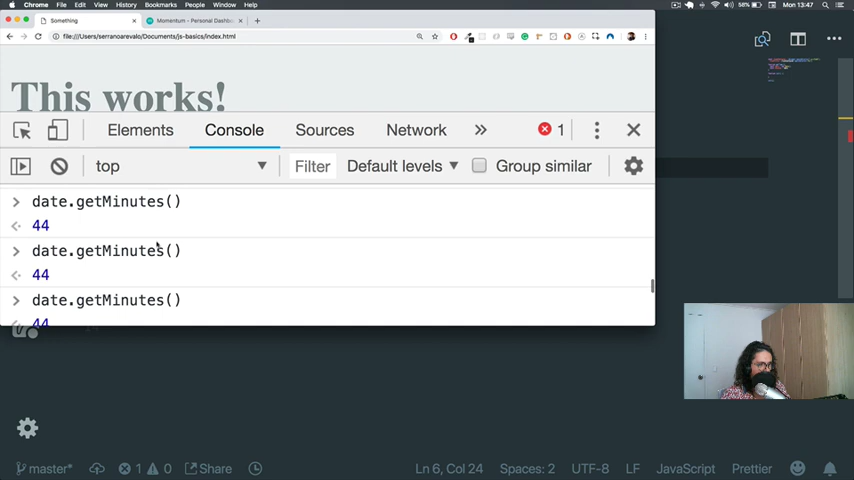 Chrome File Edit View History Bookmarks People Window Help
58% Mon 13:47
Something
Momentum - Personal Dashbo
file:///Users/serranoarevalo/Documents/js-basics/index.html
This works!
Elements Console Sources Network 1
top Filter Default levels Group similar
date.getMinutes()
44
date.getMinutes()
44
date.getMinutes()
44
master* 1 0 Share Ln 6, Col 24 Spaces: 2 UTF-8 LF JavaScript Prettier